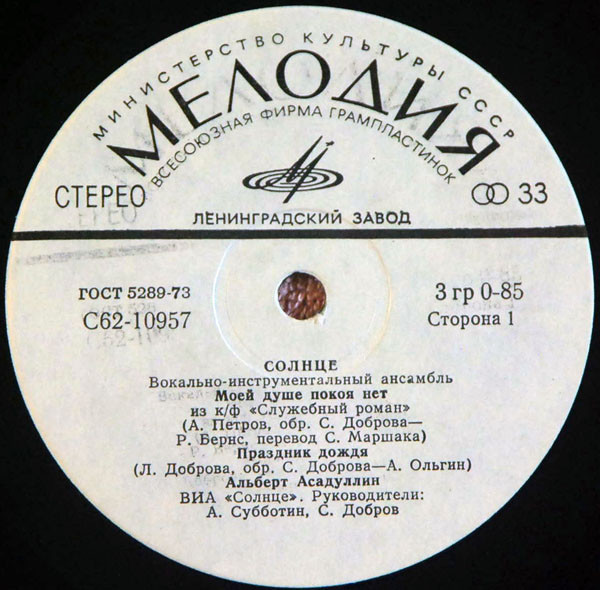 МИНИСТЕРСТВО КУЛЬТУРЫ СССР
МЕЛОДИЯ
ВСЕСОЮЗНАЯ ФИРМА ГРАМПЛАСТИНОК
СТЕРЕО
33
ЛЕНИНГРАДСКИЙ ЗАВОД
ГОСТ 5289-73
3 гр 0-85
С62-10957
Сторона 1
СОЛНЦЕ
Вокально-инструментальный ансамбль
Моей душе покоя нет
из к/ф «Служебный роман»
(А. Петров, обр. С. Доброва—
Р. Бернс, перевод С. Маршака)
Праздник дождя
(Л. Доброва, обр. С. Доброва—А. Ольгин)
Альберт Асадуллин
ВИА «Солнце». Руководители:
А. Субботин, С. Добров